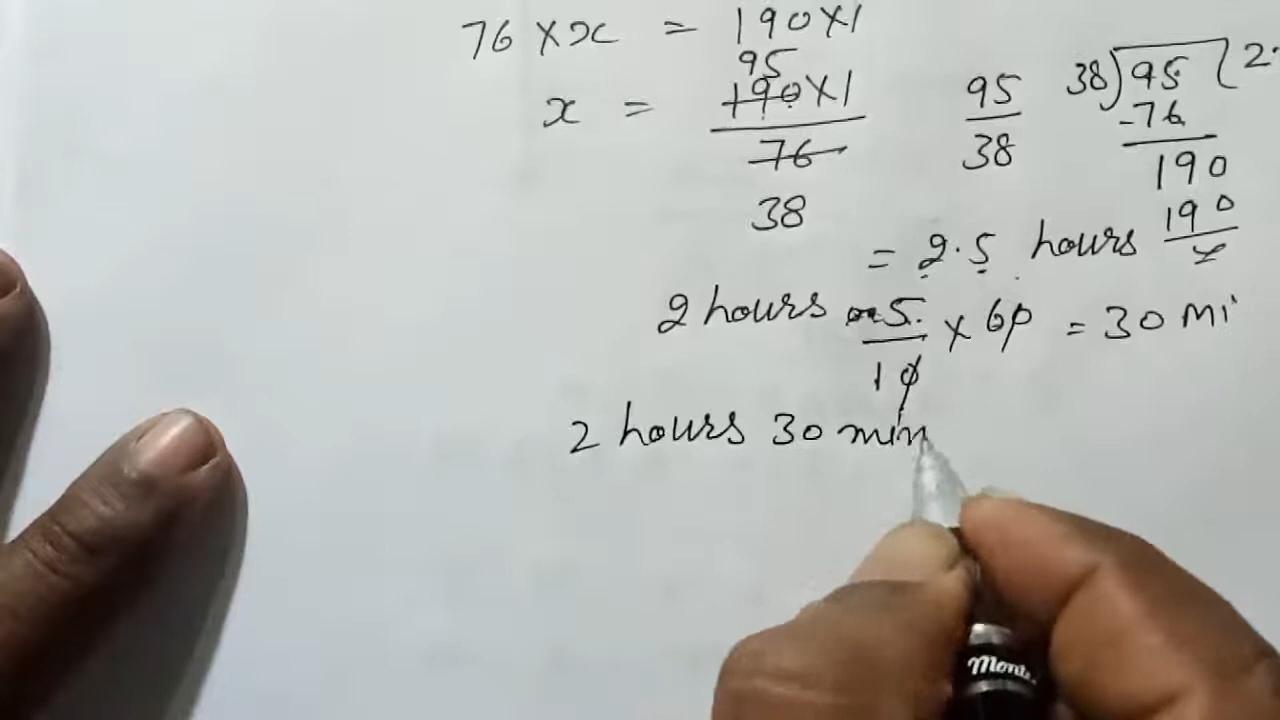 76 × x = 190×1
95
x = 190×1
76
38
95
38
38)95(2.
-76
190
190
x
= 2.5 hours
2 hours 5 × 60 = 30 mi
10
2 hours 30 min
Mont